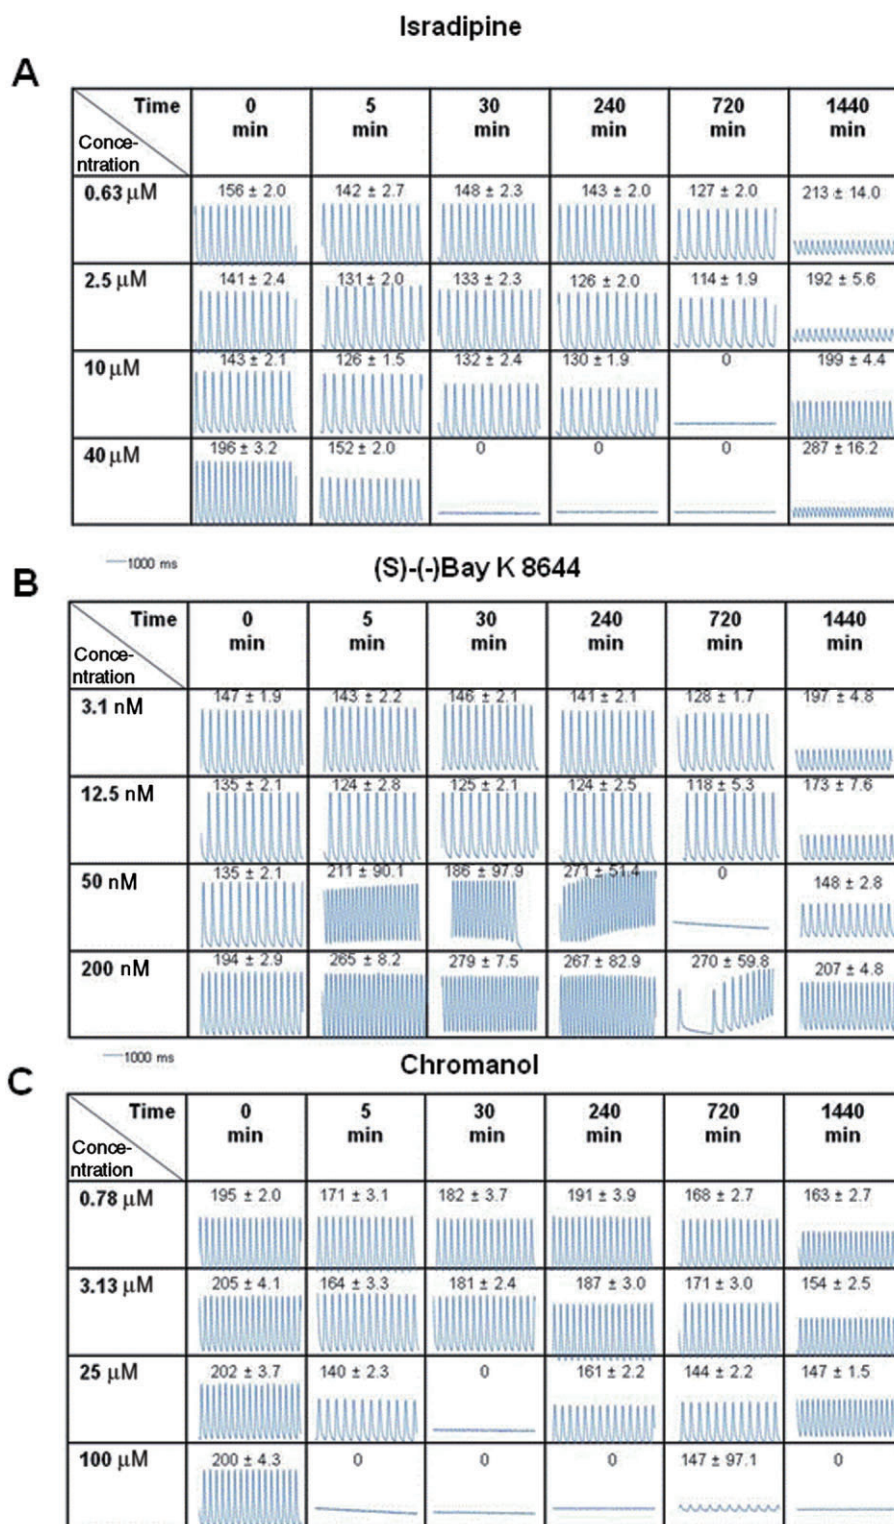 Isradipine
A
Time 0 5 30 240 720 1440
min min min min min min
Conce-
ntration
0.63 µM 156 ± 2.0 142 ± 2.7 148 ± 2.3 143 ± 2.0 127 ± 2.0 213 ± 14.0
2.5 µM 141 ± 2.4 131 ± 2.0 133 ± 2.3 126 ± 2.0 114 ± 1.9 192 ± 5.6
10 µM 143 ± 2.1 126 ± 1.5 132 ± 2.4 130 ± 1.9 0 199 ± 4.4
40 µM 196 ± 3.2 152 ± 2.0 0 0 0 287 ± 16.2
1000 ms
(S)-(-)Bay K 8644
B
Time 0 5 30 240 720 1440
min min min min min min
Conce-
ntration
3.1 nM 147 ± 1.9 143 ± 2.2 146 ± 2.1 141 ± 2.1 128 ± 1.7 197 ± 4.8
12.5 nM 135 ± 2.1 124 ± 2.8 125 ± 2.1 124 ± 2.5 118 ± 5.3 173 ± 7.6
50 nM 135 ± 2.1 211 ± 90.1 186 ± 97.9 271 ± 51.4 0 148 ± 2.8
200 nM 194 ± 2.9 265 ± 8.2 279 ± 7.5 267 ± 82.9 270 ± 59.8 207 ± 4.8
1000 ms
Chromanol
C
Time 0 5 30 240 720 1440
min min min min min min
Conce-
ntration
0.78 µM 195 ± 2.0 171 ± 3.1 182 ± 3.7 191 ± 3.9 168 ± 2.7 163 ± 2.7
3.13 µM 205 ± 4.1 164 ± 3.3 181 ± 2.4 187 ± 3.0 171 ± 3.0 154 ± 2.5
25 µM 202 ± 3.7 140 ± 2.3 0 161 ± 2.2 144 ± 2.2 147 ± 1.5
100 µM 200 ± 4.3 0 0 0 147 ± 97.1 0